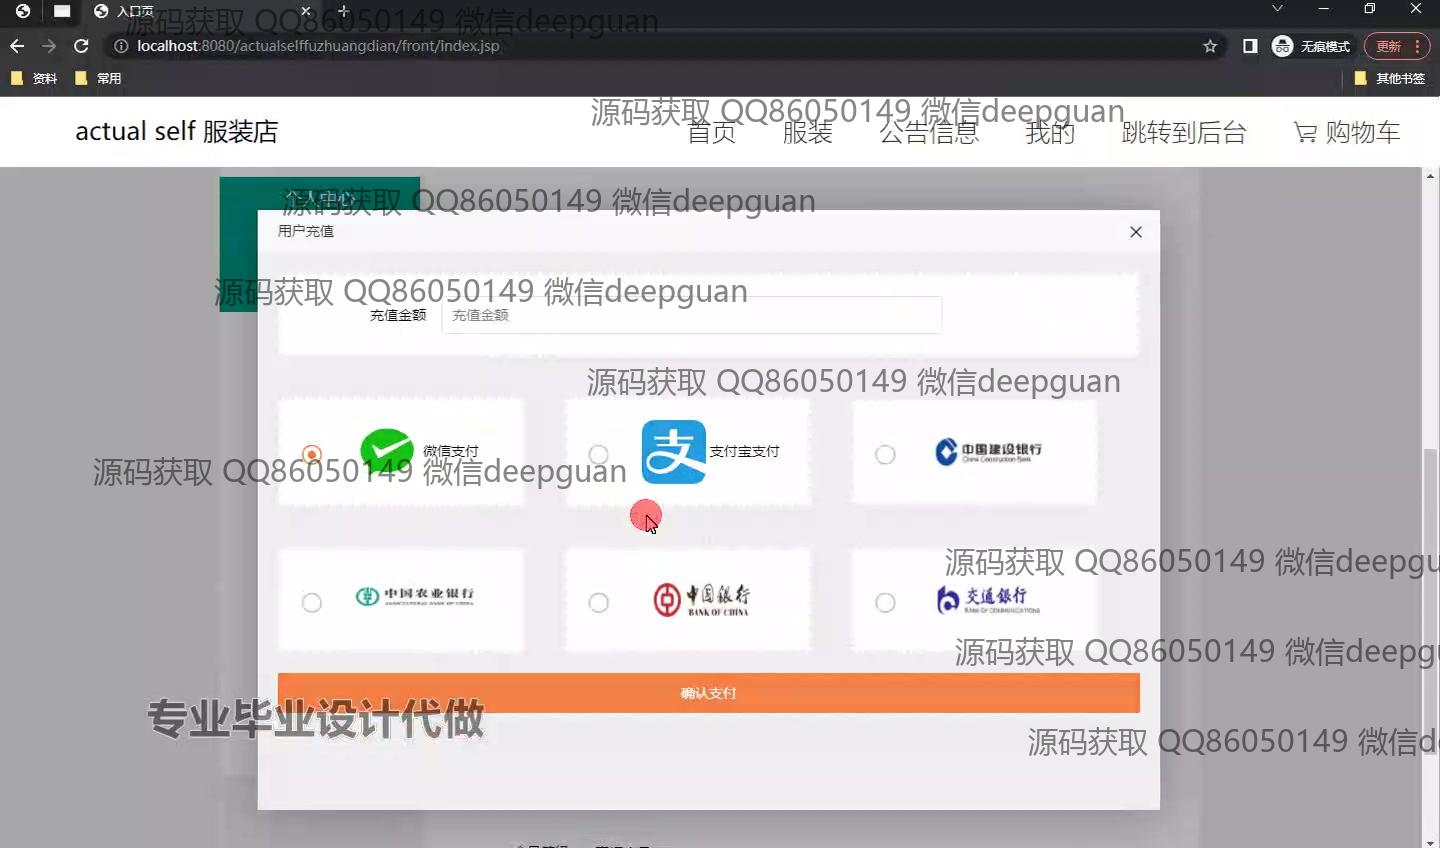 入口页
源码获取 QQ86050149 微信deepguan
localhost:8080/actualselffuzhuangdian/front/index.jsp
无痕模式
更新
资料
常用
其他书签
源码获取 QQ86050149 微信deepguan
actual self 服装店
首页
服装
公告信息
我的
跳转到后台
购物车
个人中心
源码获取 QQ86050149 微信deepguan
用户充值
源码获取 QQ86050149 微信deepguan
充值金额
充值金额
源码获取 QQ86050149 微信deepguan
微信支付
支付宝支付
中国建设银行
China Construction Bank
源码获取 QQ86050149 微信deepguan
源码获取 QQ86050149 微信deepgu
中国农业银行
AGRICULTURAL BANK OF CHINA
中国银行
BANK OF CHINA
交通银行
BANK OF COMMUNICATIONS
源码获取 QQ86050149 微信deepg
确认支付
专业毕业设计代做
源码获取 QQ86050149 微信d